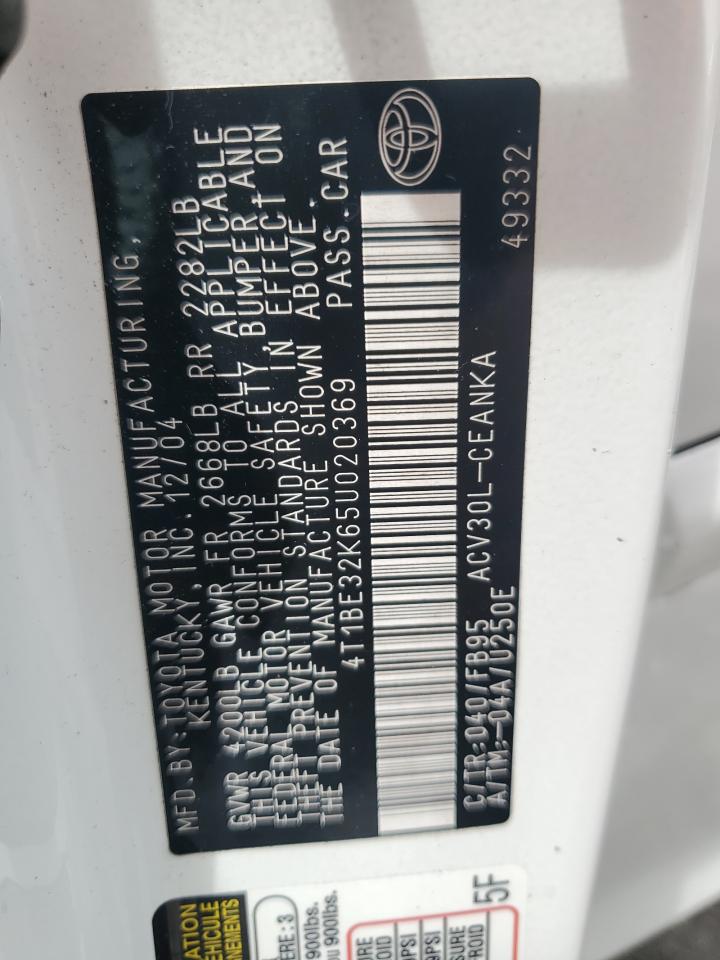 MFD.BY:TOYOTA MOTOR MANUFACTURING,
KENTUCKY, INC. 12/04
GVWR 4200LB GAWR FR 2668LB RR 2282LB
THIS VEHICLE CONFORMS TO ALL APPLICABLE
FEDERAL MOTOR VEHICLE SAFETY,BUMPER,AND
THEFT PREVENTION STANDARDS IN EFFECT ON
THE DATE OF MANUFACTURE SHOWN ABOVE.
4T1BE32K65U020369 PASS.CAR
C/TR:040/FB95 ACV30L-CEANKA
A/TM:-04A/U250E 49332
5F
900lbs.
900lbs.